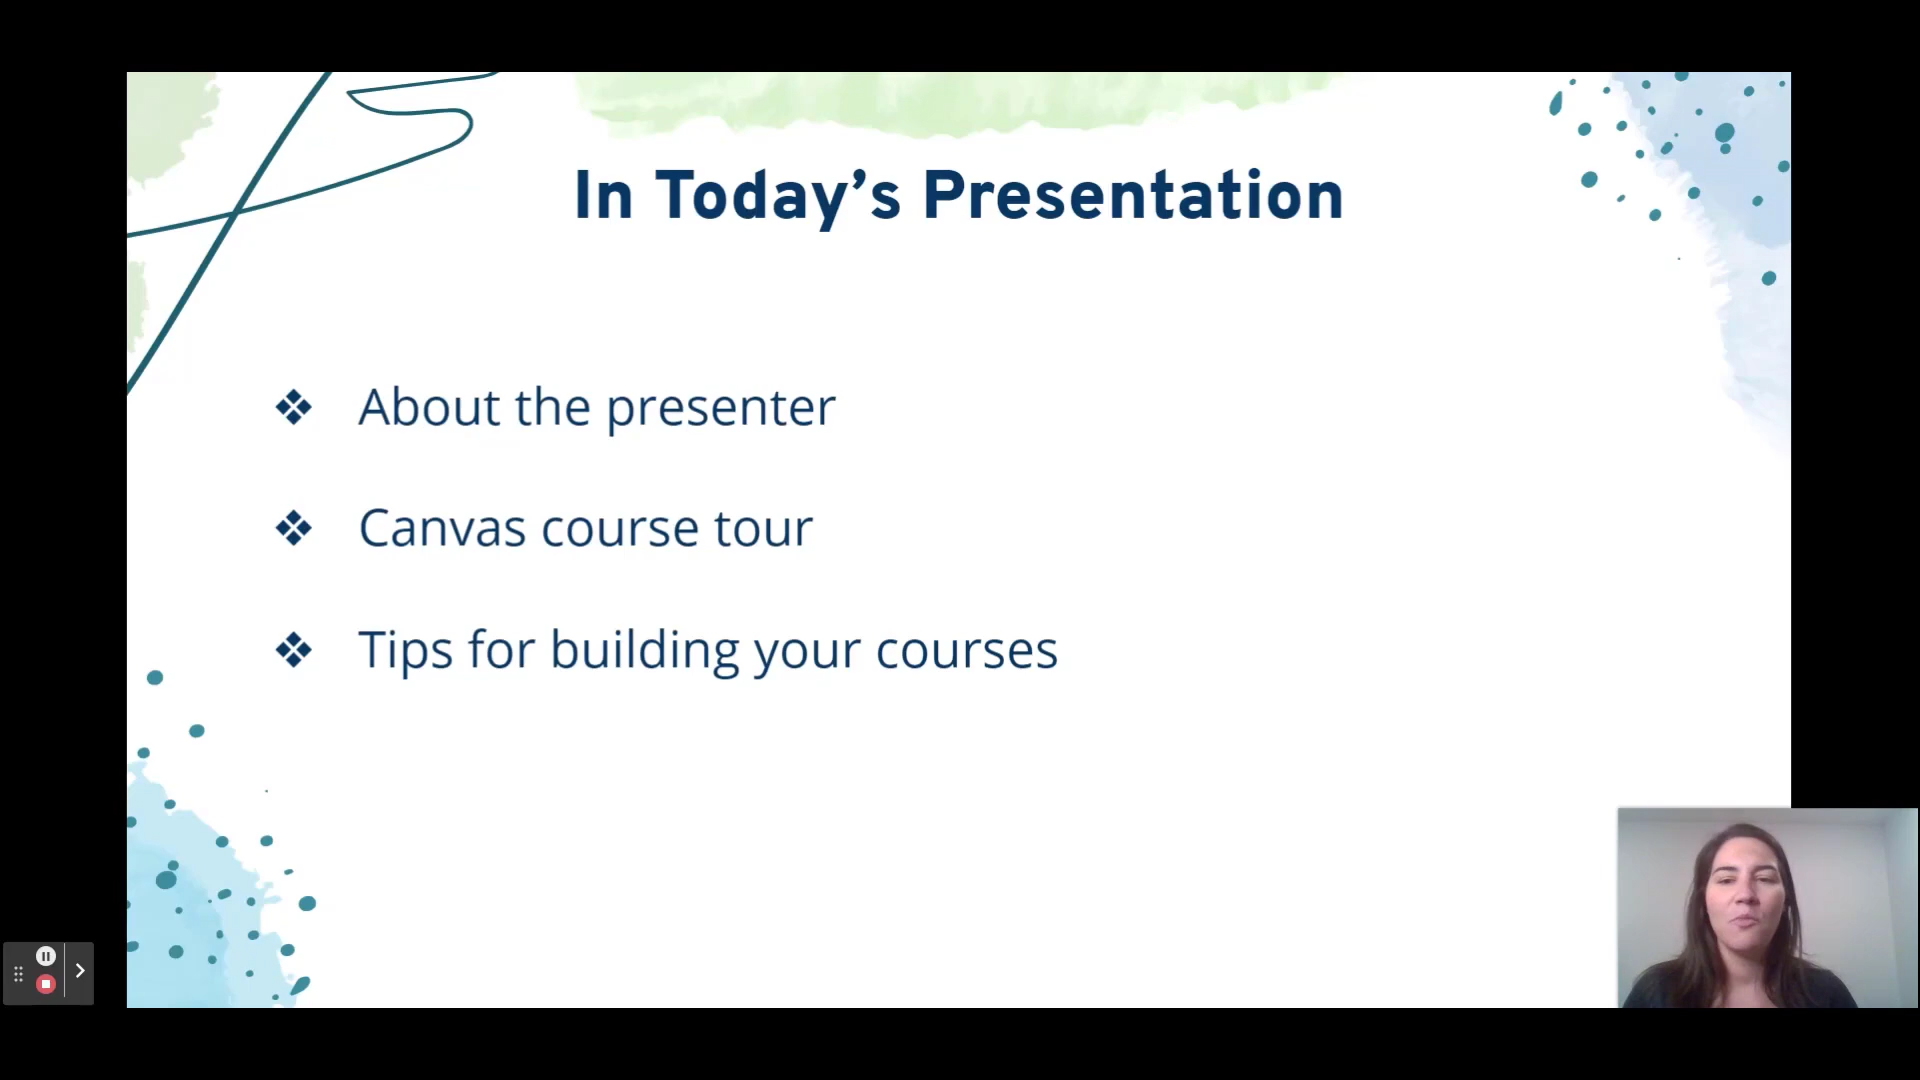 In Today’s Presentation
❖ About the presenter
❖ Canvas course tour
❖ Tips for building your courses